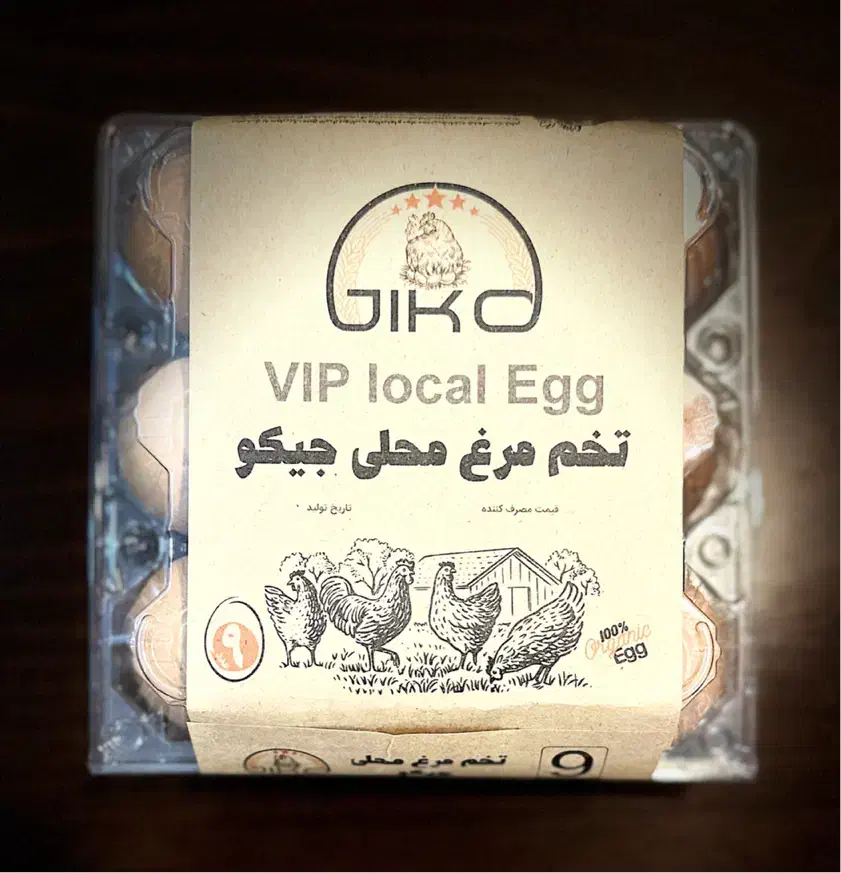 JIKO
VIP local Egg
تخم مرغ محلی جیکو
قیمت مصرف کننده
تاریخ تولید
۹
100%
Organic
Egg
تخم مرغ محلی
جیکو
9